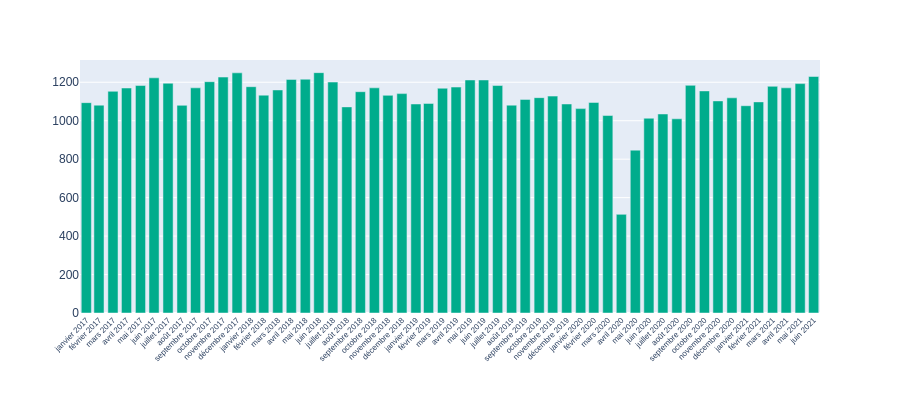 1200
1000
800
600
400
200
0
janvier 2017
février 2017
mars 2017
avril 2017
mai 2017
juin 2017
juillet 2017
août 2017
septembre 2017
octobre 2017
novembre 2017
décembre 2017
janvier 2018
février 2018
mars 2018
avril 2018
mai 2018
juin 2018
juillet 2018
août 2018
septembre 2018
octobre 2018
novembre 2018
décembre 2018
janvier 2019
février 2019
mars 2019
avril 2019
mai 2019
juin 2019
juillet 2019
août 2019
septembre 2019
octobre 2019
novembre 2019
décembre 2019
janvier 2020
février 2020
mars 2020
avril 2020
mai 2020
juin 2020
juillet 2020
août 2020
septembre 2020
octobre 2020
novembre 2020
décembre 2020
janvier 2021
février 2021
mars 2021
avril 2021
mai 2021
juin 2021